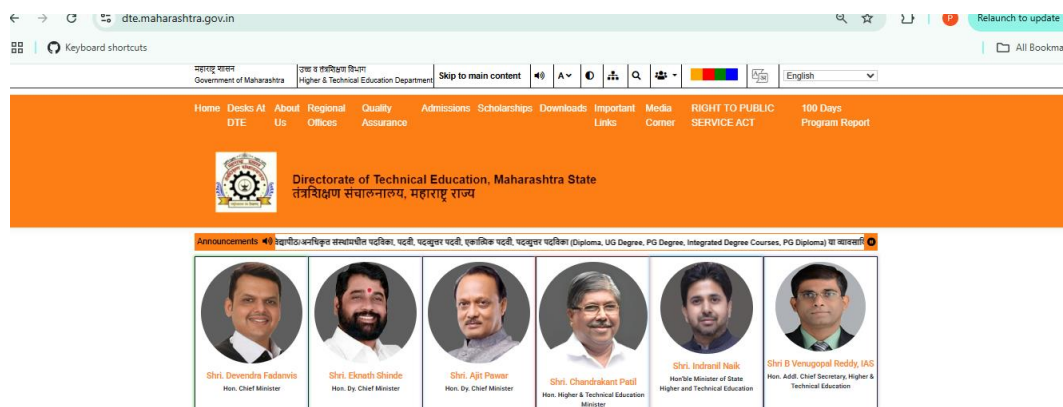 dte.maharashtra.gov.in
Relaunch to update
P
Keyboard shortcuts
All Bookma
महाराष्ट्र शासन
Government of Maharashtra
उच्च व तंत्रशिक्षण विभाग
Higher & Technical Education Department
Skip to main content
A
English
Home Desks At DTE About Us Regional Offices Quality Assurance Admissions Scholarships Downloads Important Links Media Corner RIGHT TO PUBLIC SERVICE ACT 100 Days Program Report
Directorate of Technical Education, Maharashtra State
तंत्रशिक्षण संचालनालय, महाराष्ट्र राज्य
Announcements विद्यापीठ/अनधिकृत संस्थांमधील पदविका, पदवी, पदव्युत्तर पदवी, एकात्मिक पदवी, पदव्युत्तर पदविका (Diploma, UG Degree, PG Degree, Integrated Degree Courses, PG Diploma) या
Shri. Devendra Fadanvis
Hon. Chief Minister
Shri. Eknath Shinde
Hon. Dy. Chief Minister
Shri. Ajit Pawar
Hon. Dy. Chief Minister
Shri. Chandrakant Patil
Hon. Higher & Technical Education
Minister
Shri. Indranil Naik
Hon'ble Minister of State
Higher and Technical Education
Shri B Venugopal Reddy, IAS
Hon. Addl. Chief Secretary, Higher &
Technical Education